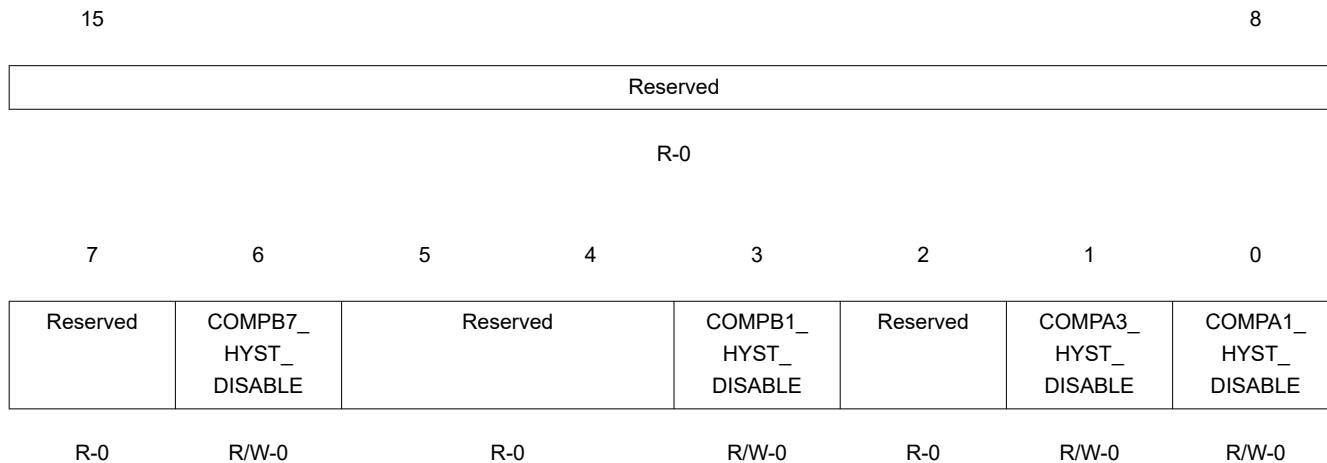 15 8
Reserved
R-0
7 6 5 4 3 2 1 0
Reserved COMPB7_ Reserved COMPB1_ Reserved COMPA3_ COMPA1_
HYST_ HYST_ HYST_ HYST_
DISABLE DISABLE DISABLE DISABLE
R-0 R/W-0 R-0 R/W-0 R-0 R/W-0 R/W-0